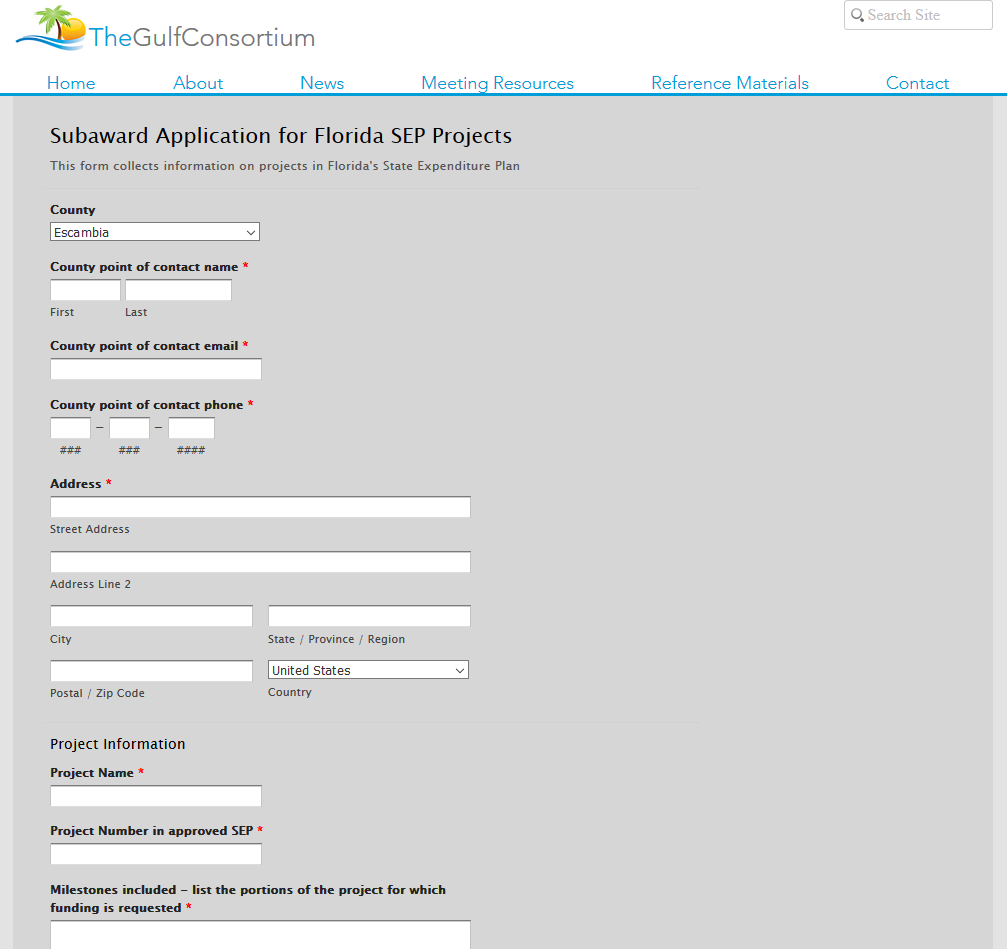 TheGulfConsortium
Search Site
Home About News Meeting Resources Reference Materials Contact
Subaward Application for Florida SEP Projects
This form collects information on projects in Florida's State Expenditure Plan
County
Escambia
County point of contact name *
First Last
County point of contact email *
County point of contact phone *
– –
### ### ####
Address *
Street Address
Address Line 2
City State / Province / Region
United States
Postal / Zip Code Country
Project Information
Project Name *
Project Number in approved SEP *
Milestones included – list the portions of the project for which
funding is requested *